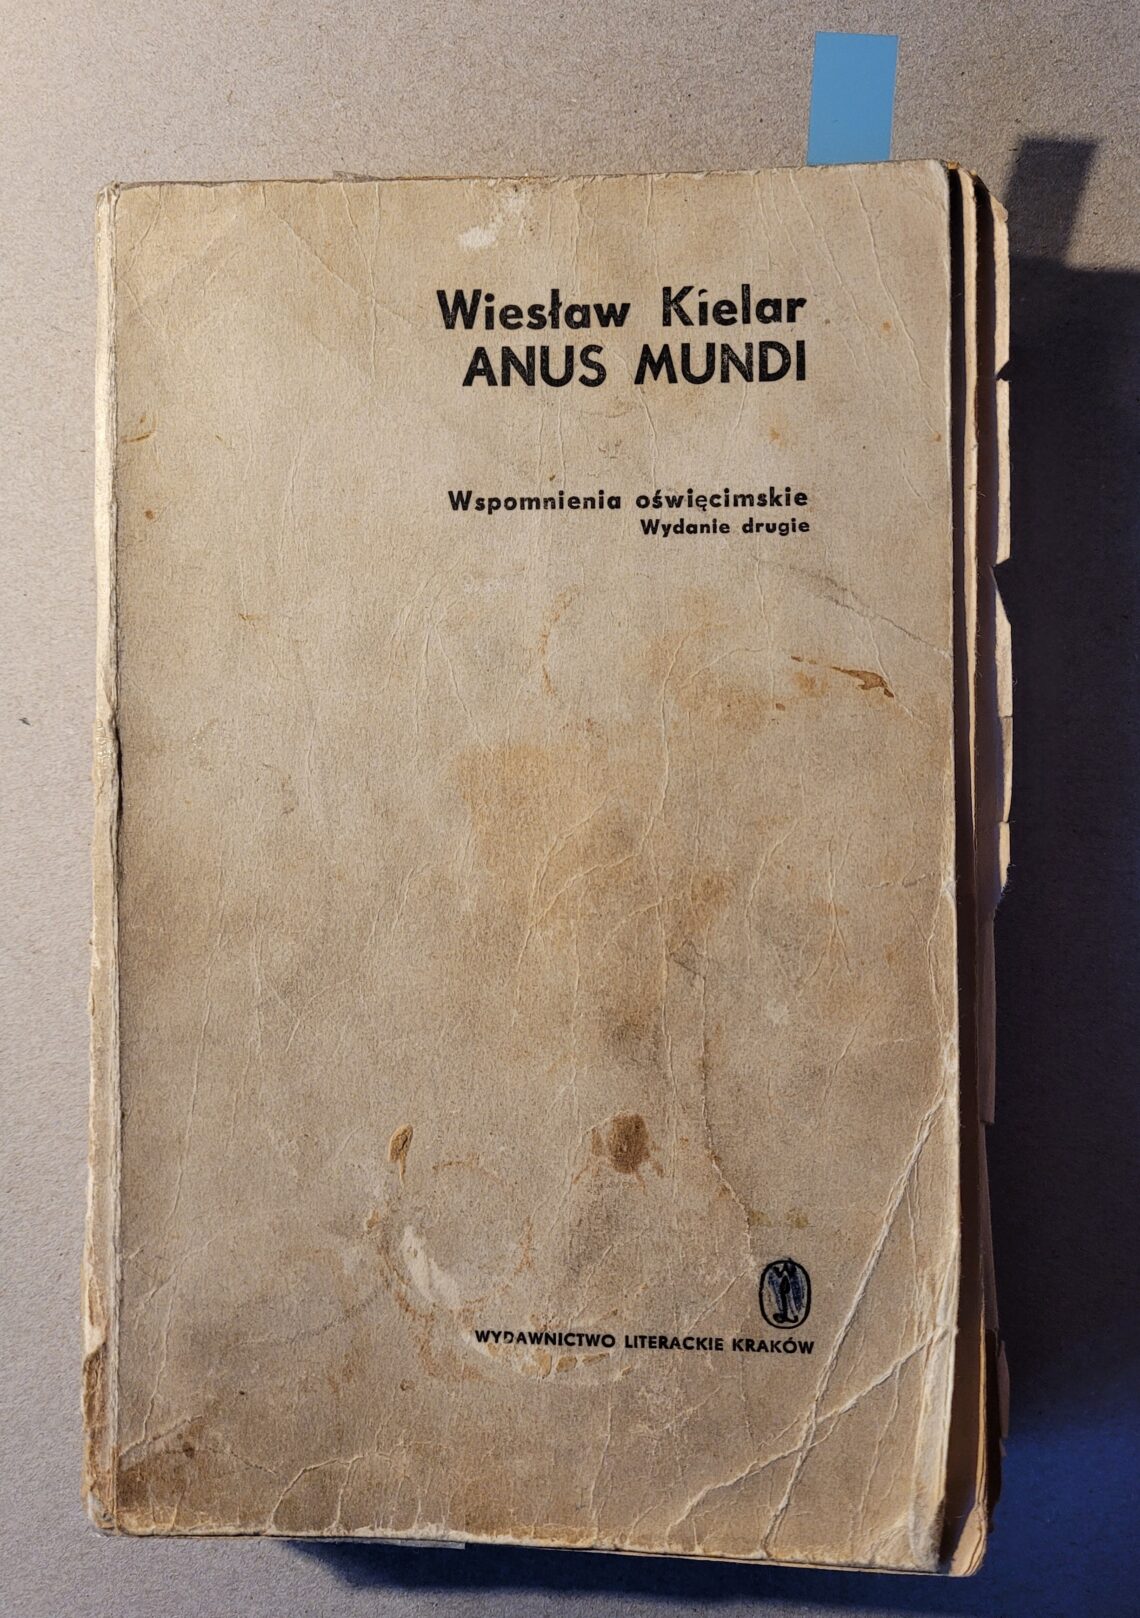 Wiesław Kielar
ANUS MUNDI
Wspomnienia oświęcimskie
Wydanie drugie
WYDAWNICTWO LITERACKIE KRAKÓW